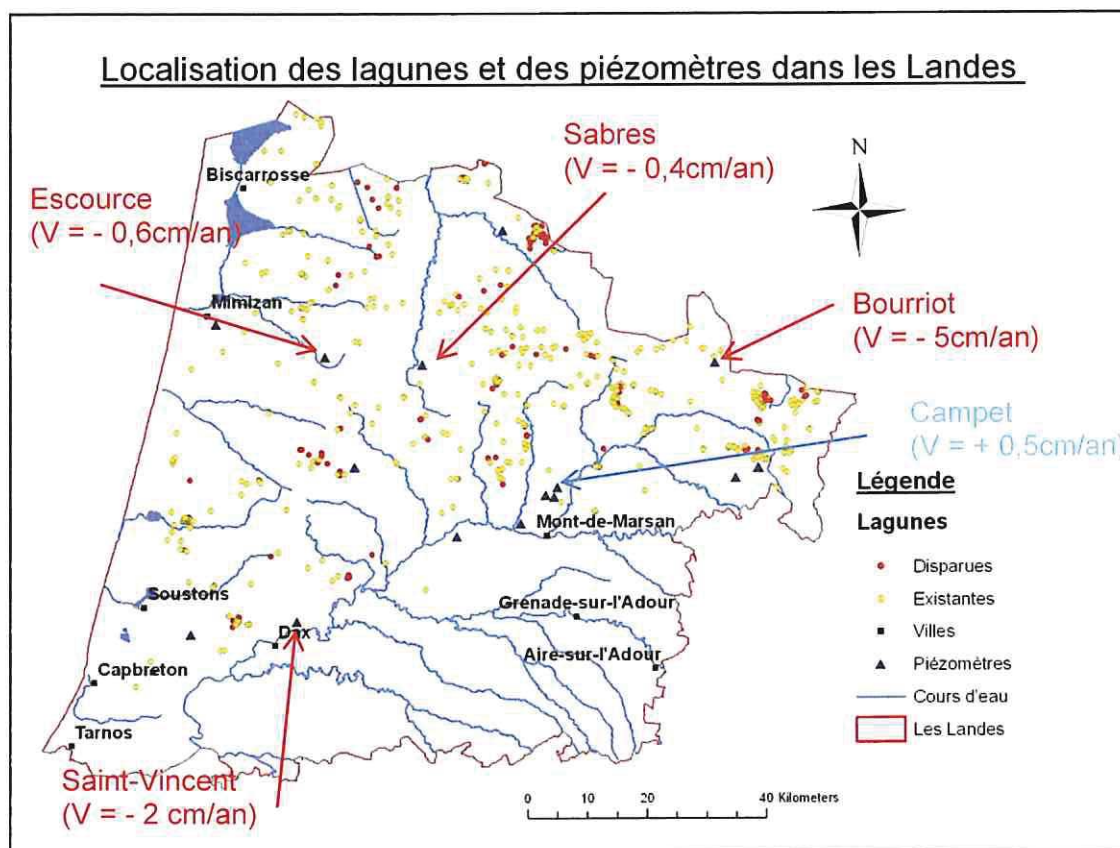 Localisation des lagunes et des piézomètres dans les Landes
Sabres
(V = - 0,4cm/an)
N
Biscarrosse
Escource
(V = - 0,6cm/an)
Mimizan
Bourriot
(V = - 5cm/an)
Campet
(V = + 0,5cm/an)
Légende
Lagunes
Disparues
Existantes
Villes
Piézomètres
Cours d'eau
Les Landes
Mont-de-Marsan
Soustons
Grenade-sur-l'Adour
Dax
Aire-sur-l'Adour
Capbreton
Tarnos
Saint-Vincent
(V = - 2 cm/an)
0 10 20 40 Kilometers